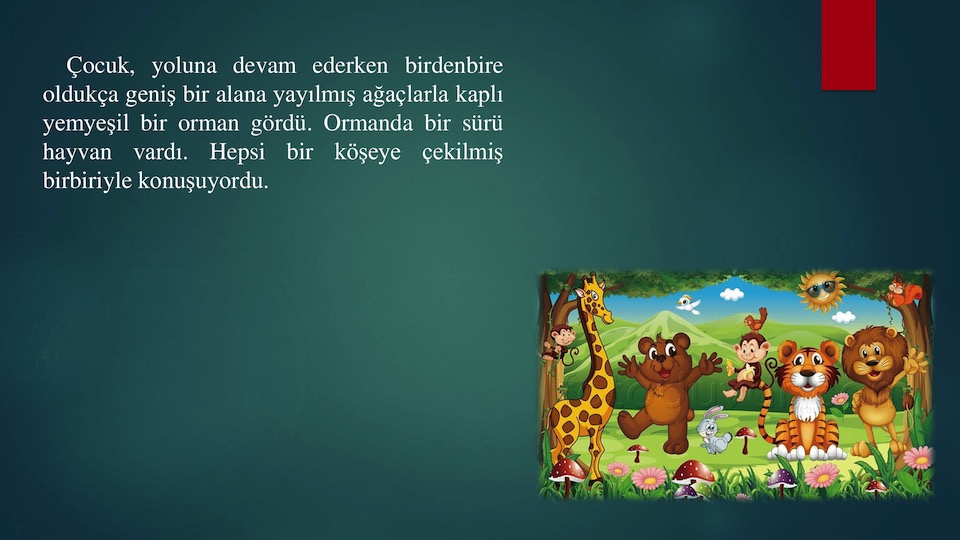 Çocuk, yoluna devam ederken birdenbire
oldukça geniş bir alana yayılmış ağaçlarla kaplı
yemyeşil bir orman gördü. Ormanda bir sürü
hayvan vardı. Hepsi bir köşeye çekilmiş
birbiriyle konuşuyordu.